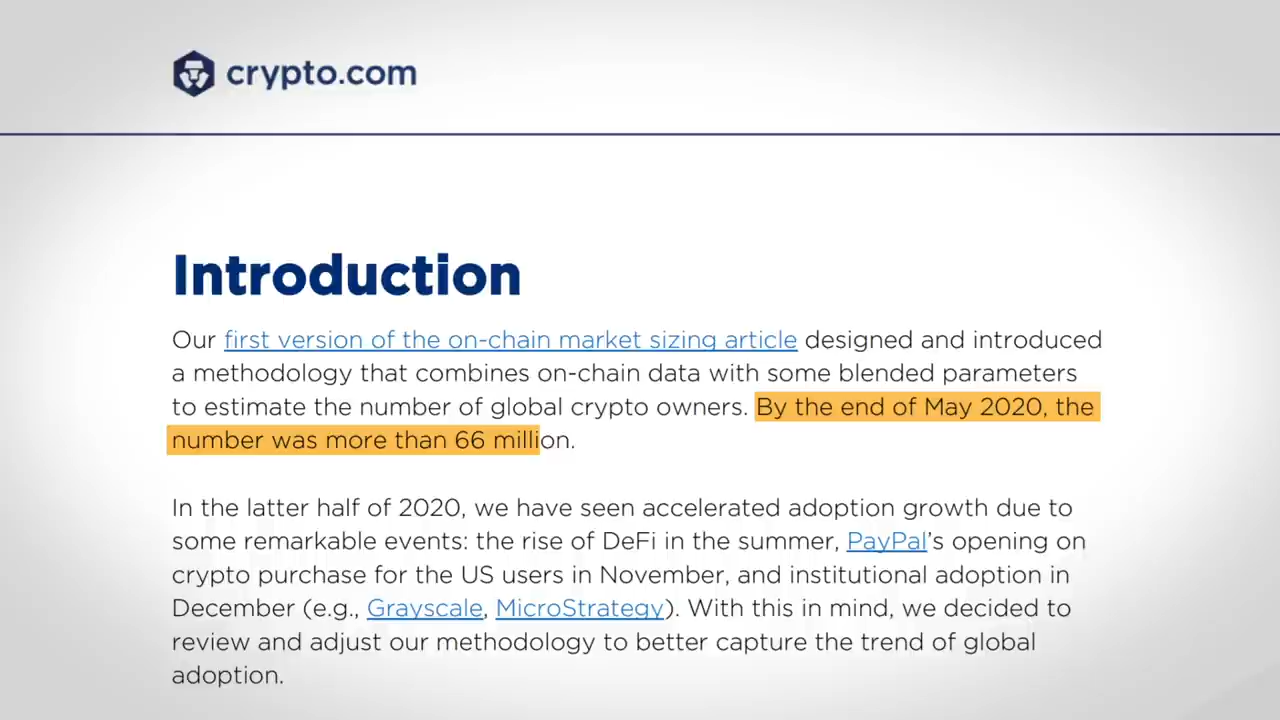 crypto.com
Introduction
Our first version of the on-chain market sizing article designed and introduced
a methodology that combines on-chain data with some blended parameters
to estimate the number of global crypto owners. By the end of May 2020, the
number was more than 66 million.
In the latter half of 2020, we have seen accelerated adoption growth due to
some remarkable events: the rise of DeFi in the summer, PayPal’s opening on
crypto purchase for the US users in November, and institutional adoption in
December (e.g., Grayscale, MicroStrategy). With this in mind, we decided to
review and adjust our methodology to better capture the trend of global
adoption.